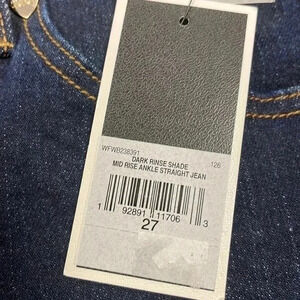 WFWB238391 126
DARK RINSE SHADE
MID RISE ANKLE STRAIGHT JEAN
1 92891 11706 3
27